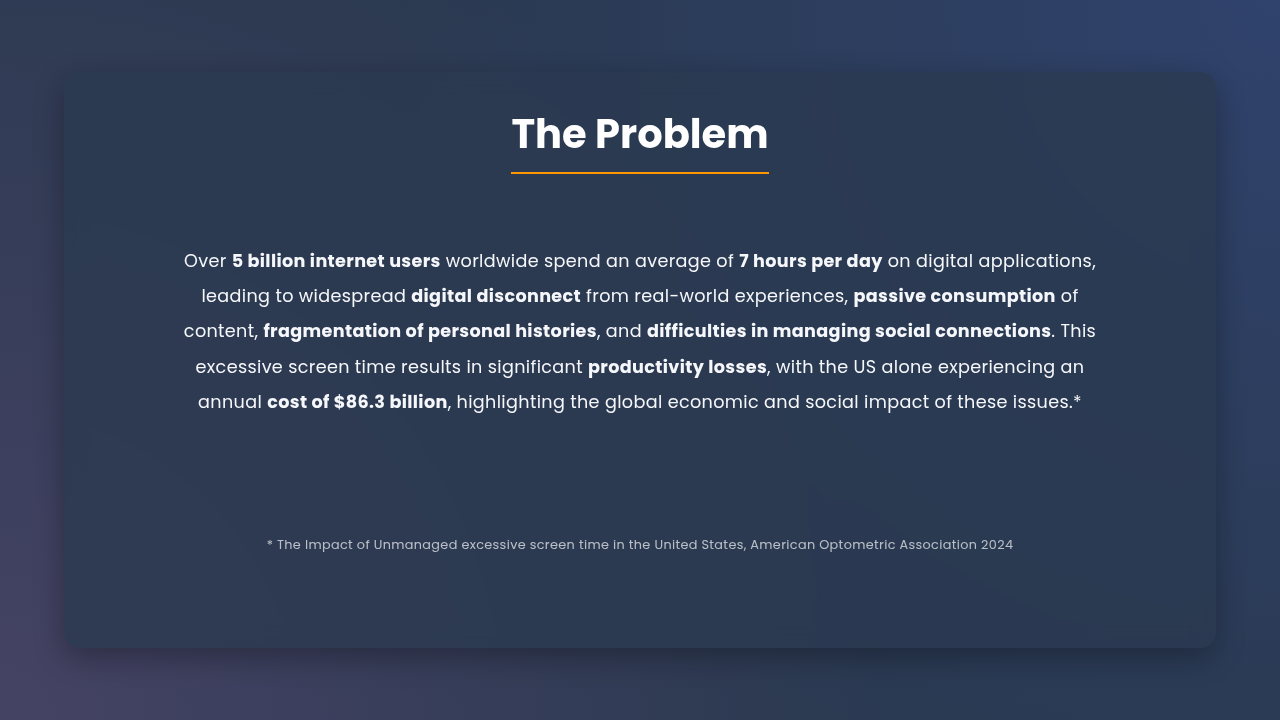 The Problem
Over 5 billion internet users worldwide spend an average of 7 hours per day on digital applications,
leading to widespread digital disconnect from real-world experiences, passive consumption of
content, fragmentation of personal histories, and difficulties in managing social connections. This
excessive screen time results in significant productivity losses, with the US alone experiencing an
annual cost of $86.3 billion, highlighting the global economic and social impact of these issues.*
* The Impact of Unmanaged excessive screen time in the United States, American Optometric Association 2024